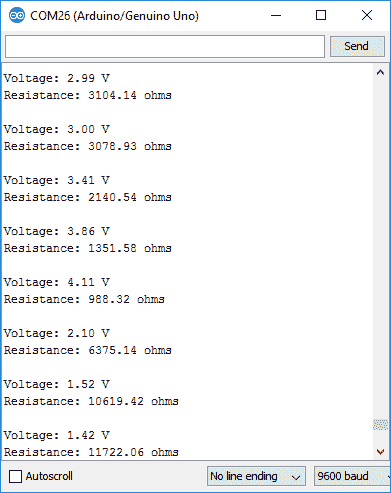 COM26 (Arduino/Genuino Uno)
Send
Voltage: 2.99 V
Resistance: 3104.14 ohms
Voltage: 3.00 V
Resistance: 3078.93 ohms
Voltage: 3.41 V
Resistance: 2140.54 ohms
Voltage: 3.86 V
Resistance: 1351.58 ohms
Voltage: 4.11 V
Resistance: 988.32 ohms
Voltage: 2.10 V
Resistance: 6375.14 ohms
Voltage: 1.52 V
Resistance: 10619.42 ohms
Voltage: 1.42 V
Resistance: 11722.06 ohms
Autoscroll No line ending 9600 baud